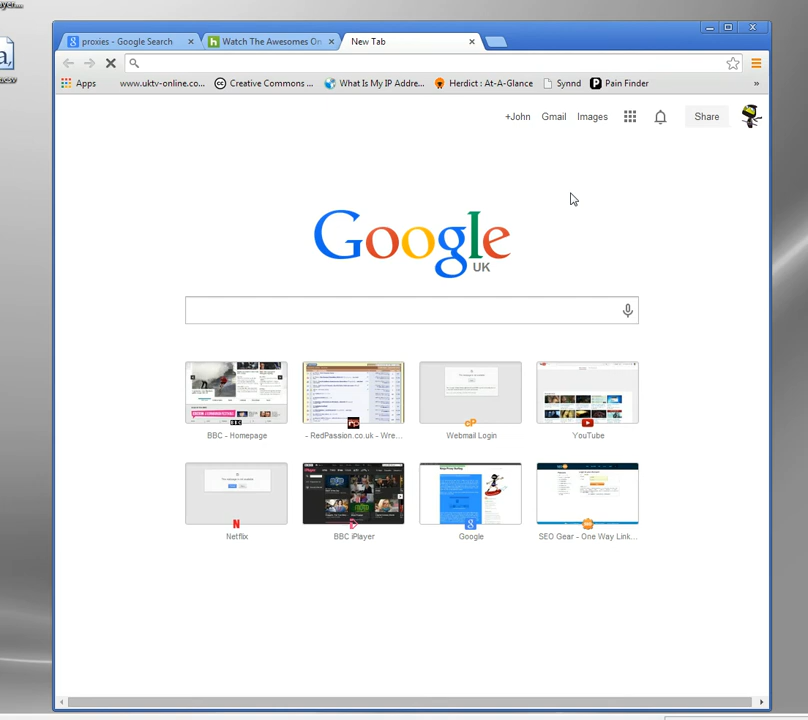 proxies - Google Search
Watch The Awesomes On
New Tab
Apps
www.uktv-online.co...
Creative Commons ...
What Is My IP Addre...
Herdict : At-A-Glance
Synnd
Pain Finder
»
+John
Gmail
Images
Share
Google
UK
BBC - Homepage
- RedPassion.co.uk - Wre...
Webmail Login
YouTube
Netflix
BBC iPlayer
Google
SEO Gear - One Way Link...